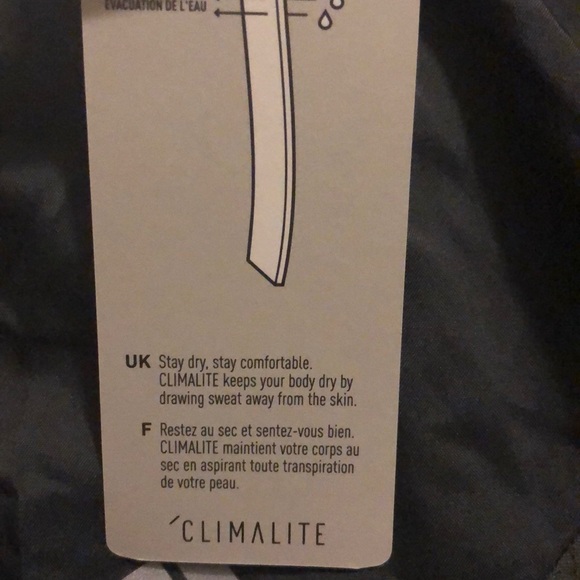 ÉVACUATION DE L'EAU
UK Stay dry, stay comfortable.
CLIMALITE keeps your body dry by
drawing sweat away from the skin.
F Restez au sec et sentez-vous bien.
CLIMALITE maintient votre corps au
sec en aspirant toute transpiration
de votre peau.
´CLIMALITE